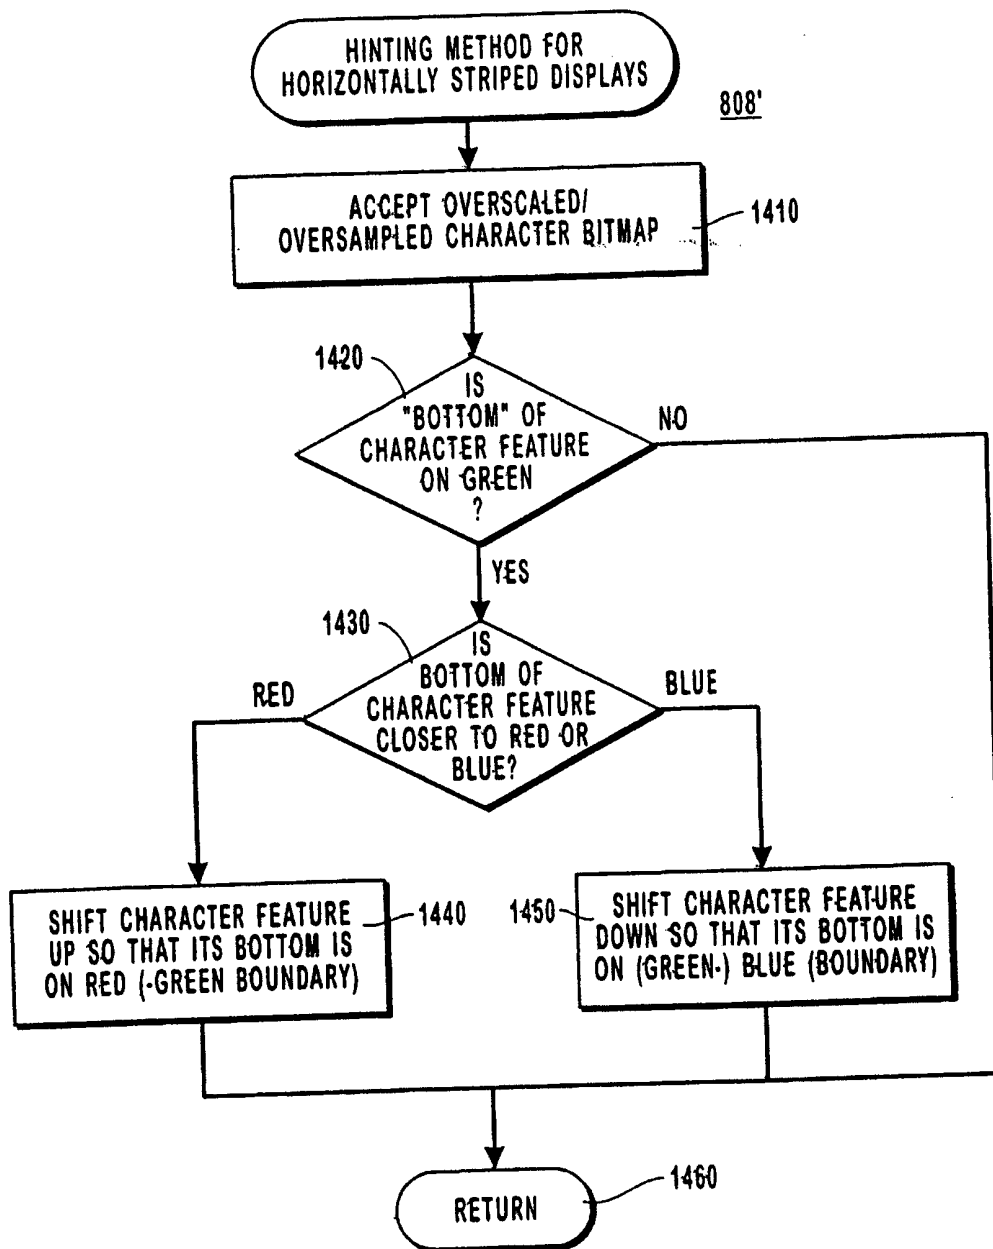 HINTING METHOD FOR
HORIZONTALLY STRIPED DISPLAYS
808'
ACCEPT OVERSCALED/
OVERSAMPLED CHARACTER BITMAP
1410
1420
IS
"BOTTOM" OF
CHARACTER FEATURE
ON GREEN
?
NO
YES
1430
IS
BOTTOM OF
CHARACTER FEATURE
CLOSER TO RED OR
BLUE?
RED
BLUE
SHIFT CHARACTER FEATURE
UP SO THAT ITS BOTTOM IS
ON RED (-GREEN BOUNDARY)
1440
1450
SHIFT CHARACTER FEATURE
DOWN SO THAT ITS BOTTOM IS
ON (GREEN-) BLUE (BOUNDARY)
RETURN
1460